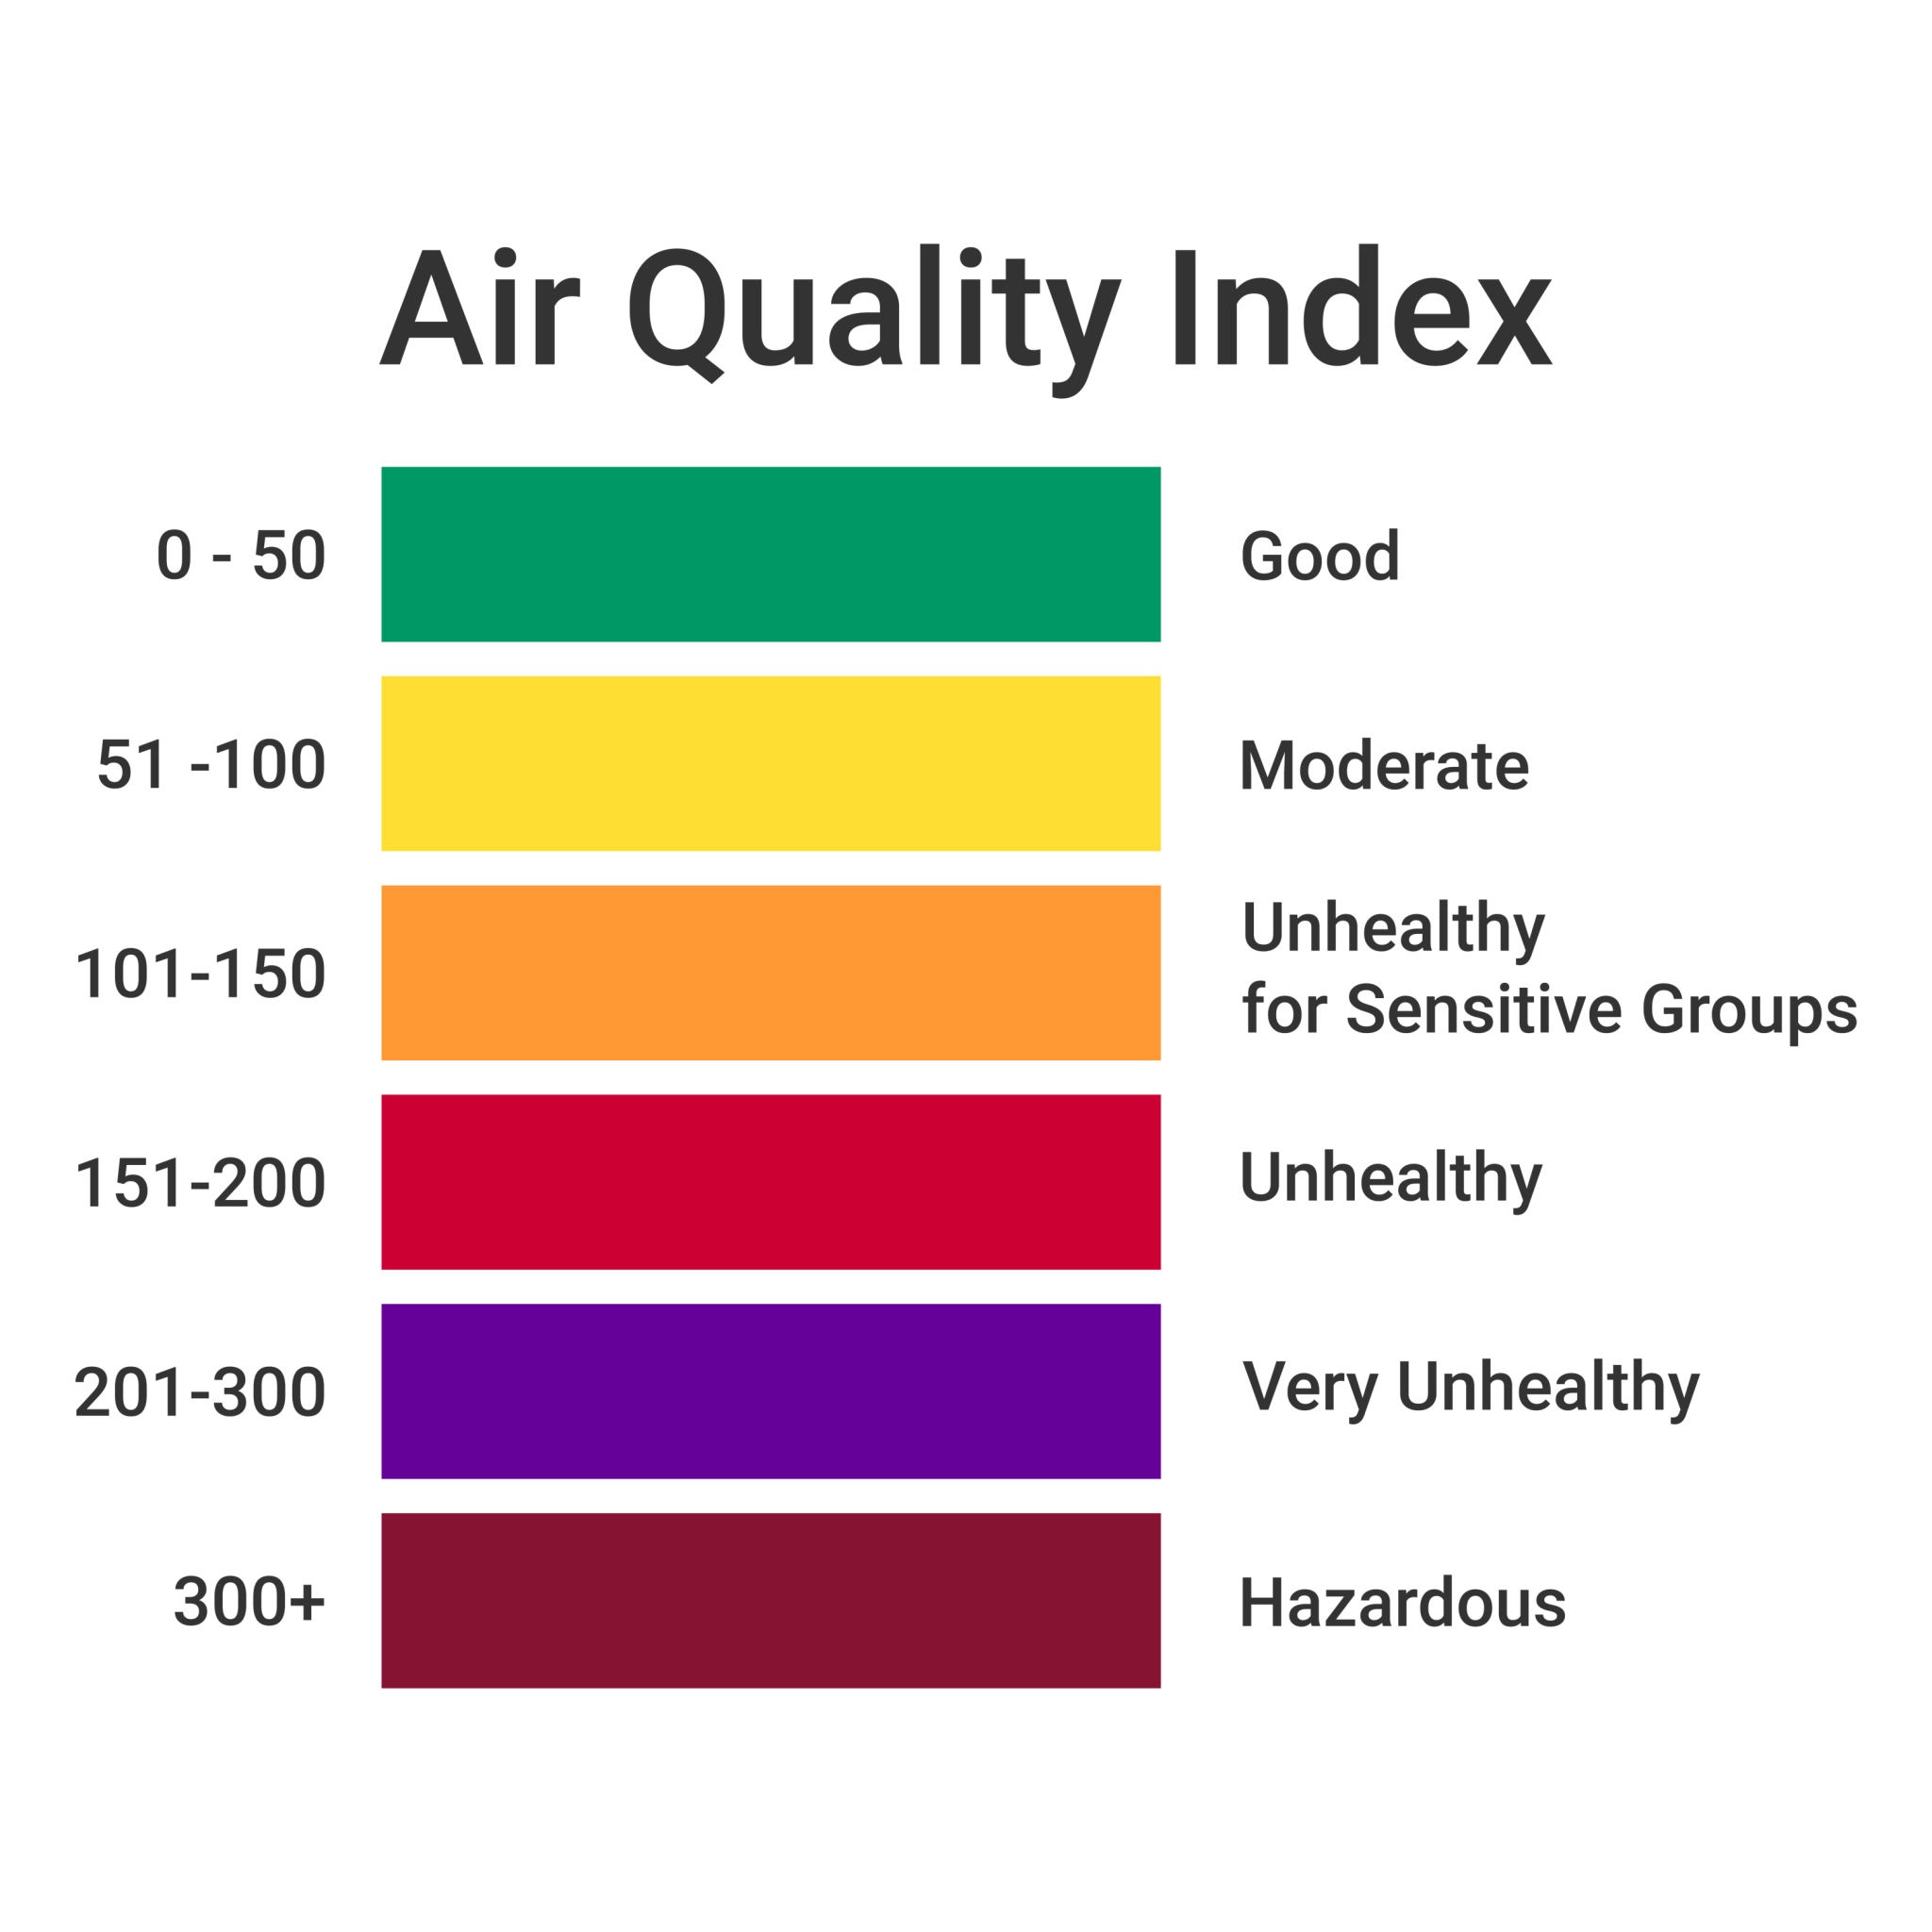 Air Quality Index
0 - 50
Good
51 -100
Moderate
101-150
Unhealthy
for Sensitive Groups
151-200
Unhealthy
201-300
Very Unhealthy
300+
Hazardous